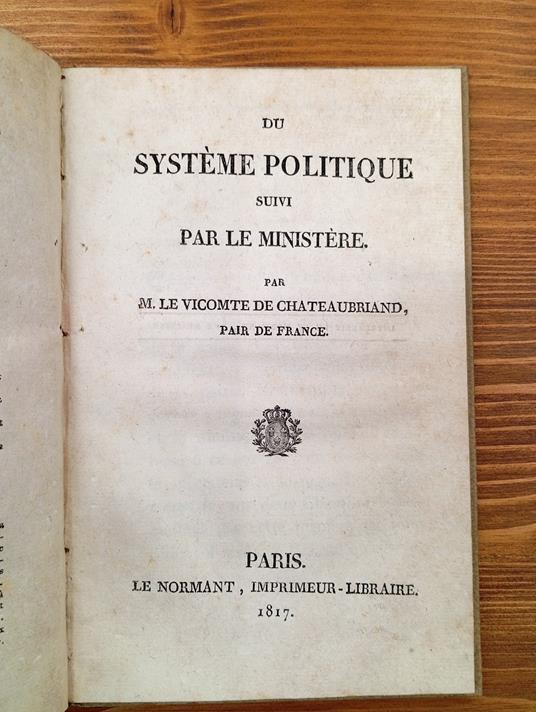 DU
SYSTÈME POLITIQUE
SUIVI
PAR LE MINISTÈRE.
PAR
M. LE VICOMTE DE CHATEAUBRIAND,
PAIR DE FRANCE.
PARIS.
LE NORMANT, IMPRIMEUR-LIBRAIRE.
1817.